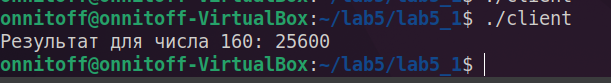 onnitoff@onnitoff-VirtualBox:~/lab5/lab5_1$ ./client
Результат для числа 160: 25600
onnitoff@onnitoff-VirtualBox:~/lab5/lab5_1$